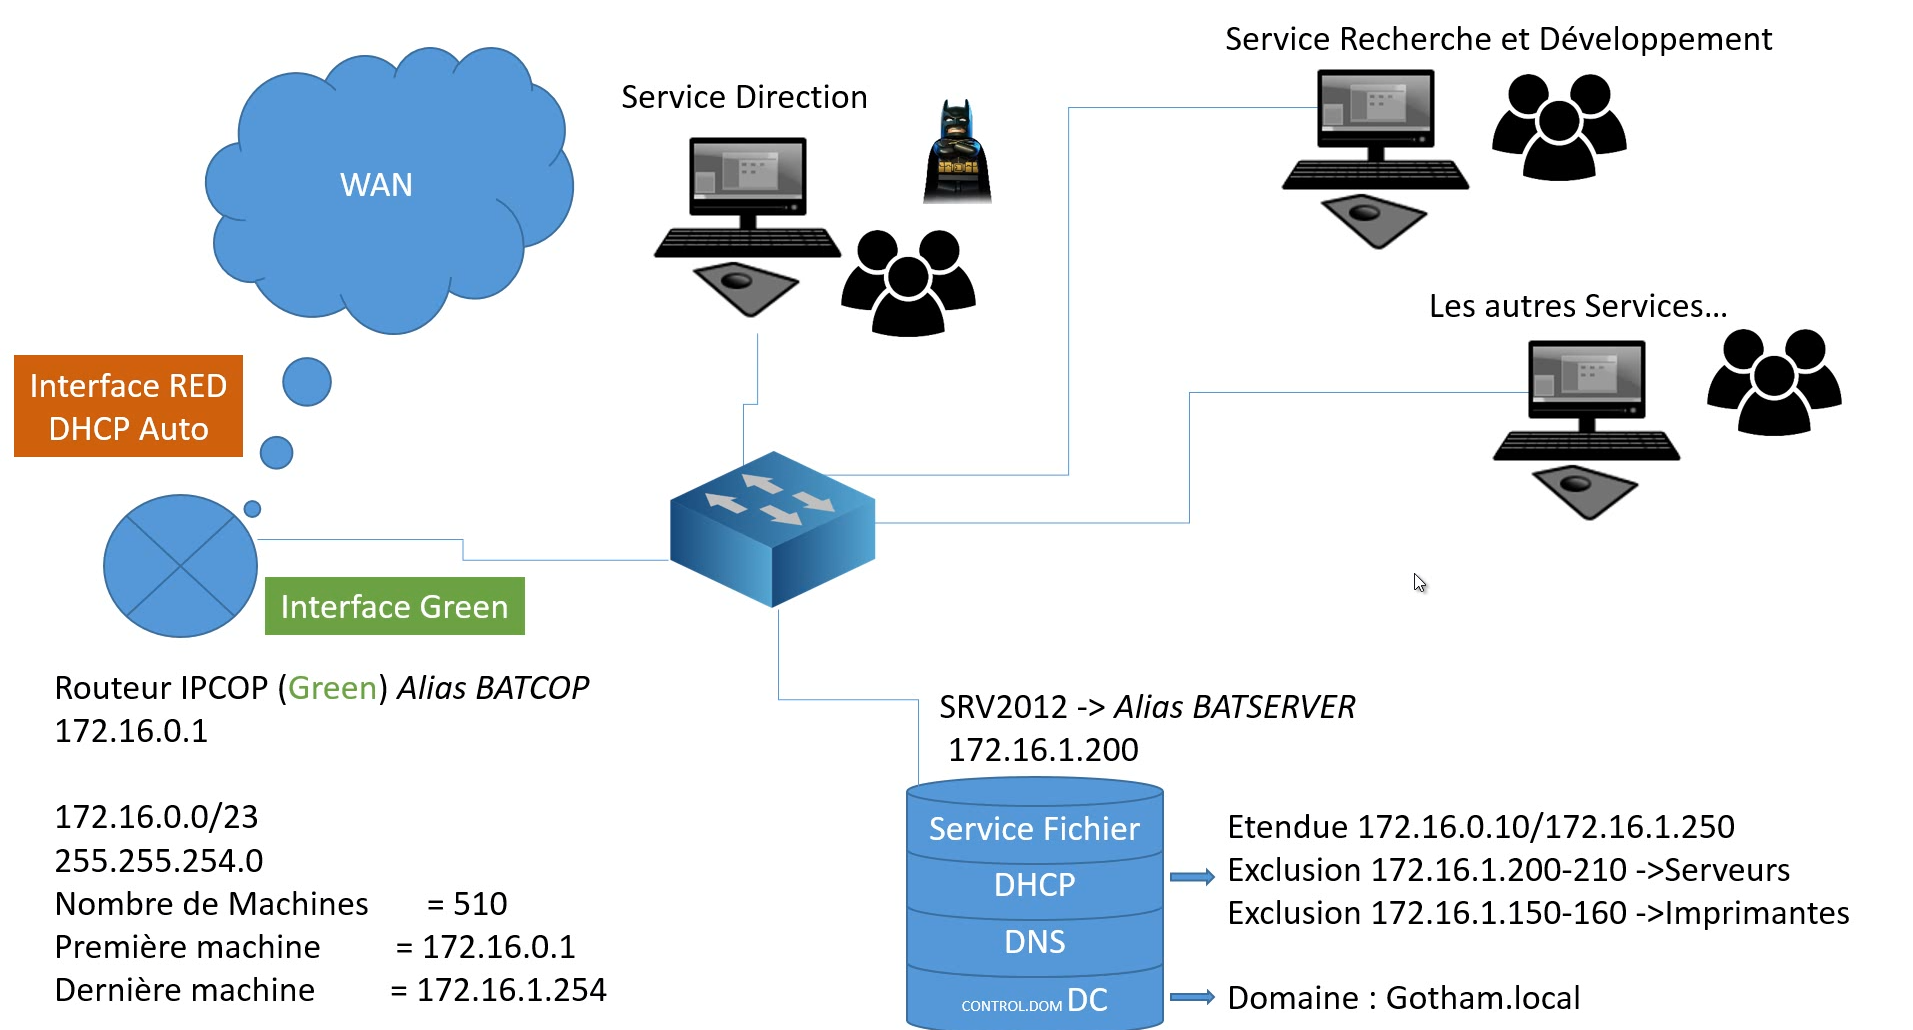 Service Recherche et Développement
Service Direction
WAN
Les autres Services...
Interface RED
DHCP Auto
Interface Green
Routeur IPCOP (Green) Alias BATCOP
172.16.0.1
172.16.0.0/23
255.255.254.0
Nombre de Machines = 510
Première machine = 172.16.0.1
Dernière machine = 172.16.1.254
SRV2012 -> Alias BATSERVER
172.16.1.200
Service Fichier
DHCP
DNS
CONTROL.DOM DC
Etendue 172.16.0.10/172.16.1.250
Exclusion 172.16.1.200-210 ->Serveurs
Exclusion 172.16.1.150-160 ->Imprimantes
Domaine : Gotham.local